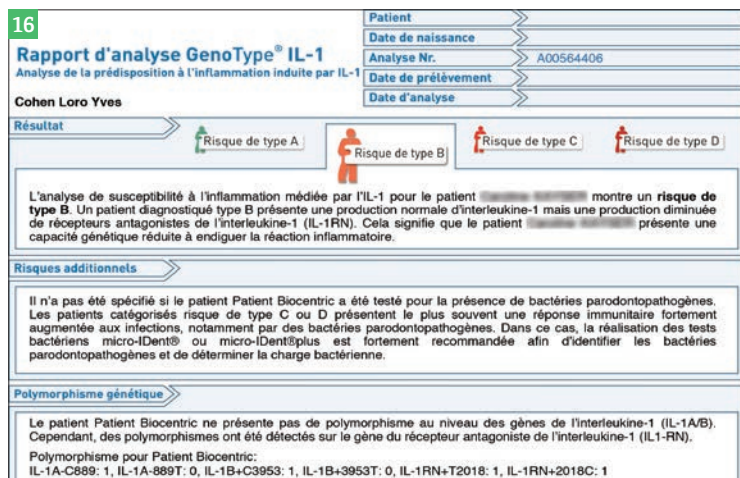 16
Patient
Date de naissance
Rapport d'analyse GenoType® IL-1
Analyse Nr. A00564406
Analyse de la prédisposition à l'inflammation induite par IL-1
Date de prélèvement
Date d'analyse
Cohen Loro Yves
Résultat
Risque de type A
Risque de type B
Risque de type C
Risque de type D
L'analyse de susceptibilité à l'inflammation médiée par l'IL-1 pour le patient montre un risque de
type B. Un patient diagnostiqué type B présente une production normale d'interleukine-1 mais une production diminuée
de récepteurs antagonistes de l'interleukine-1 (IL-1RN). Cela signifie que le patient présente une
capacité génétique réduite à endiguer la réaction inflammatoire.
Risques additionnels
Il n'a pas été spécifié si le patient Patient Biocentric a été testé pour la présence de bactéries parodontopathogènes.
Les patients catégorisés risque de type C ou D présentent le plus souvent une réponse immunitaire fortement
augmentée aux infections, notamment par des bactéries parodontopathogènes. Dans ce cas, la réalisation des tests
bactériens micro-IDent® ou micro-IDent®plus est fortement recommandée afin d'identifier les bactéries
parodontopathogènes et de déterminer la charge bactérienne.
Polymorphisme génétique
Le patient Patient Biocentric ne présente pas de polymorphisme au niveau des gènes de l'interleukine-1 (IL-1A/B).
Cependant, des polymorphismes ont été détectés sur le gène du récepteur antagoniste de l'interleukine-1 (IL1-RN).
Polymorphisme pour Patient Biocentric:
IL-1A-C889: 1, IL-1A-889T: 0, IL-1B+C3953: 1, IL-1B+3953T: 0, IL-1RN+T2018: 1, IL-1RN+2018C: 1